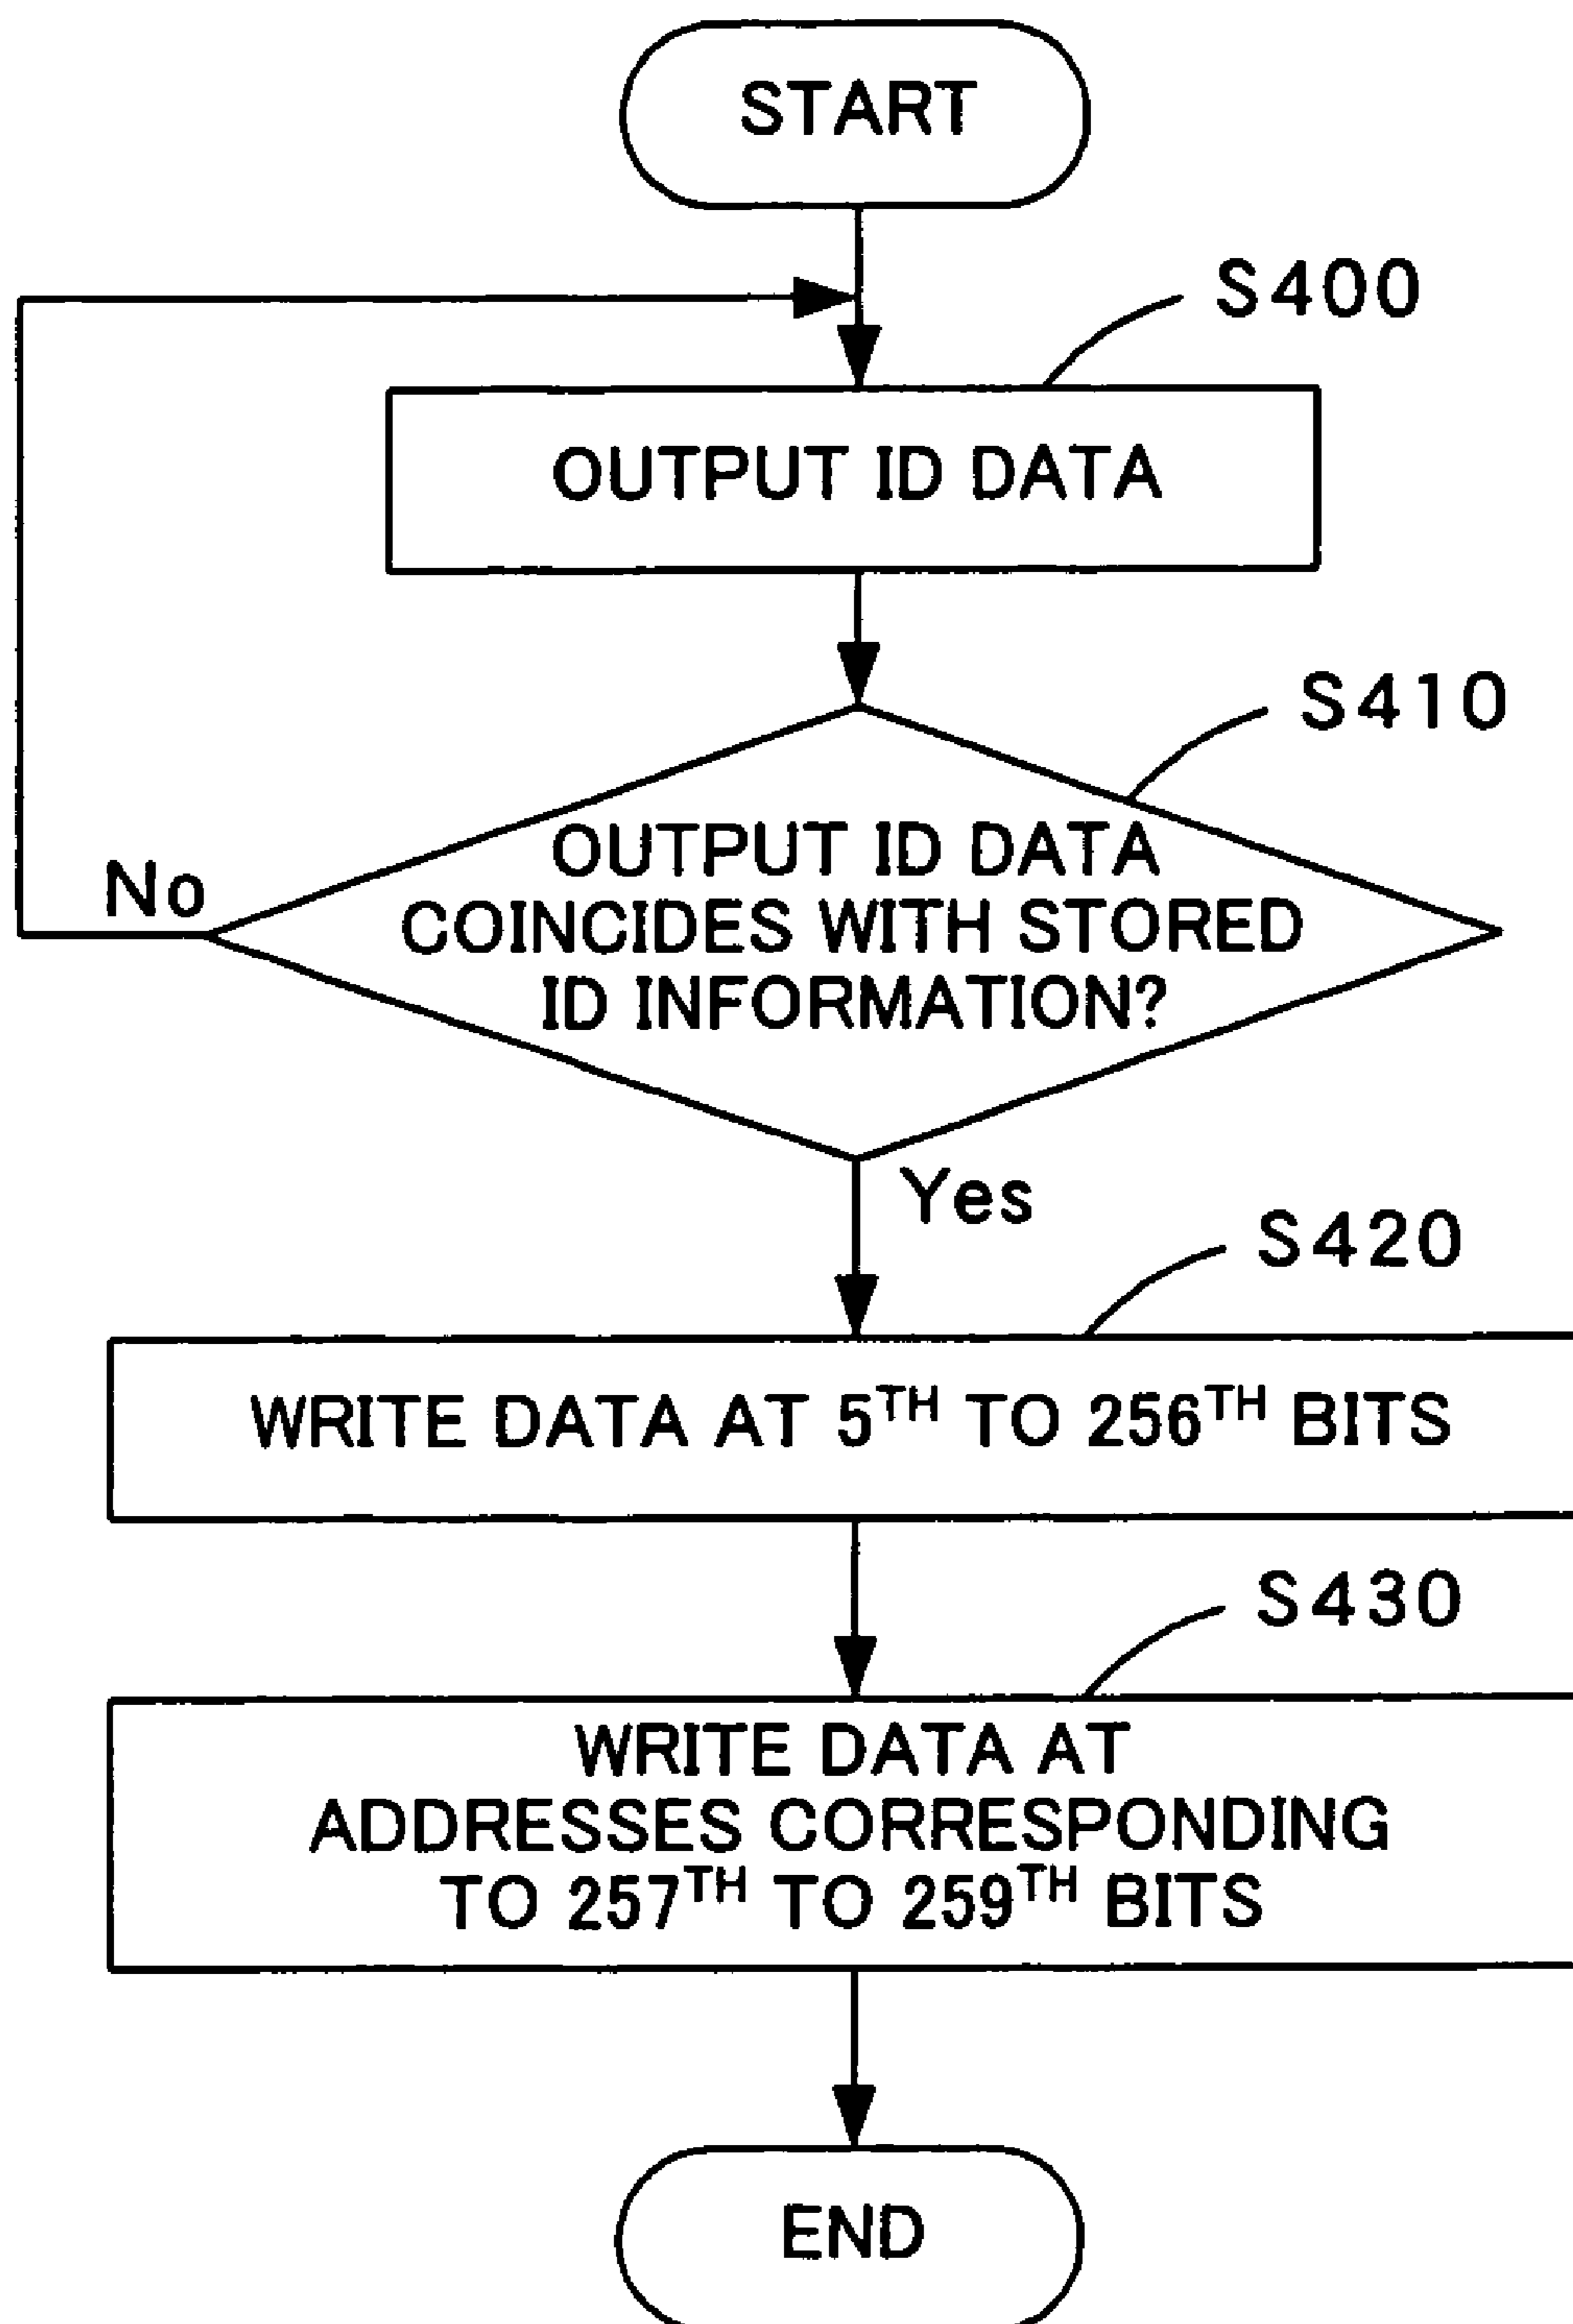 START
S400
OUTPUT ID DATA
S410
OUTPUT ID DATA
COINCIDES WITH STORED
ID INFORMATION?
No
Yes
S420
WRITE DATA AT 5TH TO 256TH BITS
S430
WRITE DATA AT
ADDRESSES CORRESPONDING
TO 257TH TO 259TH BITS
END